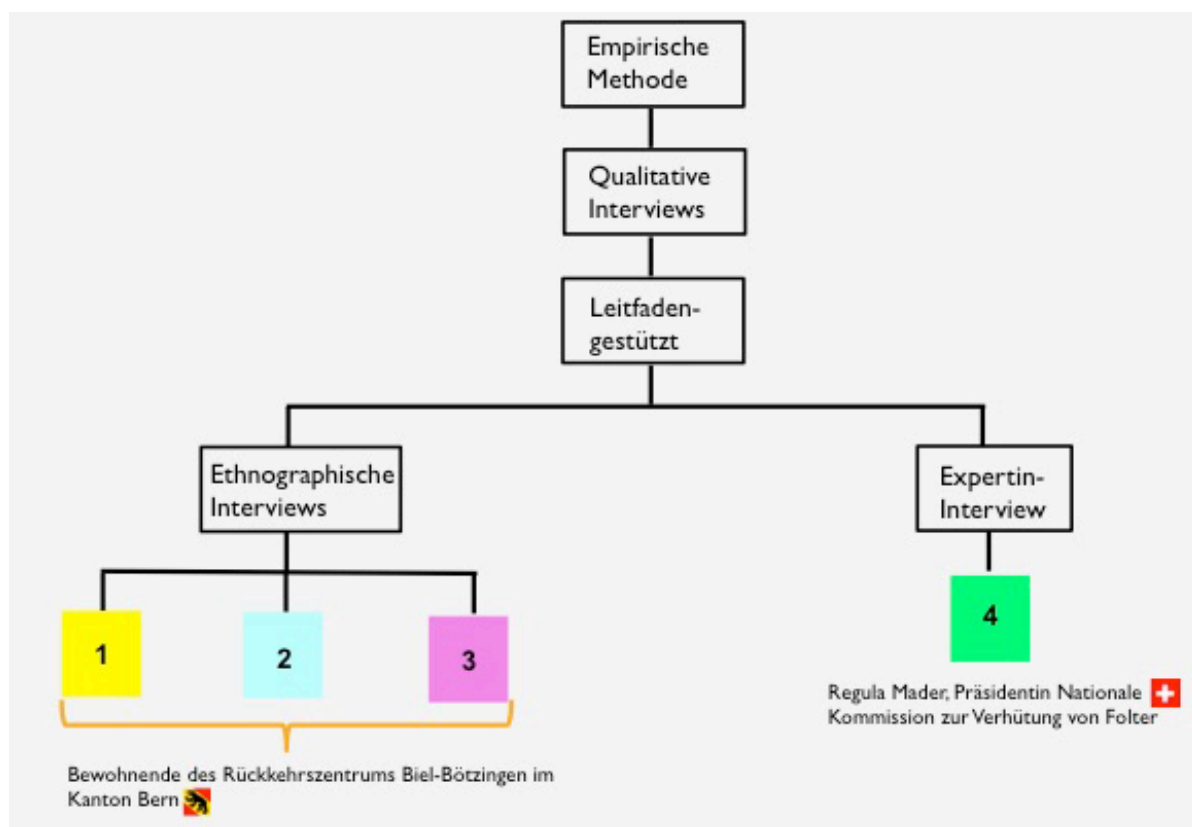 Empirische
Methode
Qualitative
Interviews
Leitfaden-
gestützt
Ethnographische
Interviews
Expertin-
Interview
1
2
3
4
Regula Mader, Präsidentin Nationale
Kommission zur Verhütung von Folter
Bewohnende des Rückkehrszentrums Biel-Bötzingen im
Kanton Bern